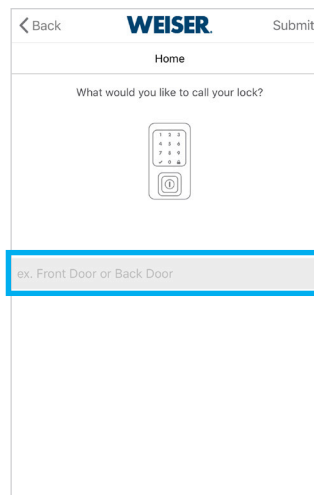 Back WEISER. Submit
Home
What would you like to call your lock?
1 2 3
4 5 6
7 8 9
✓ 0
ex. Front Door or Back Door